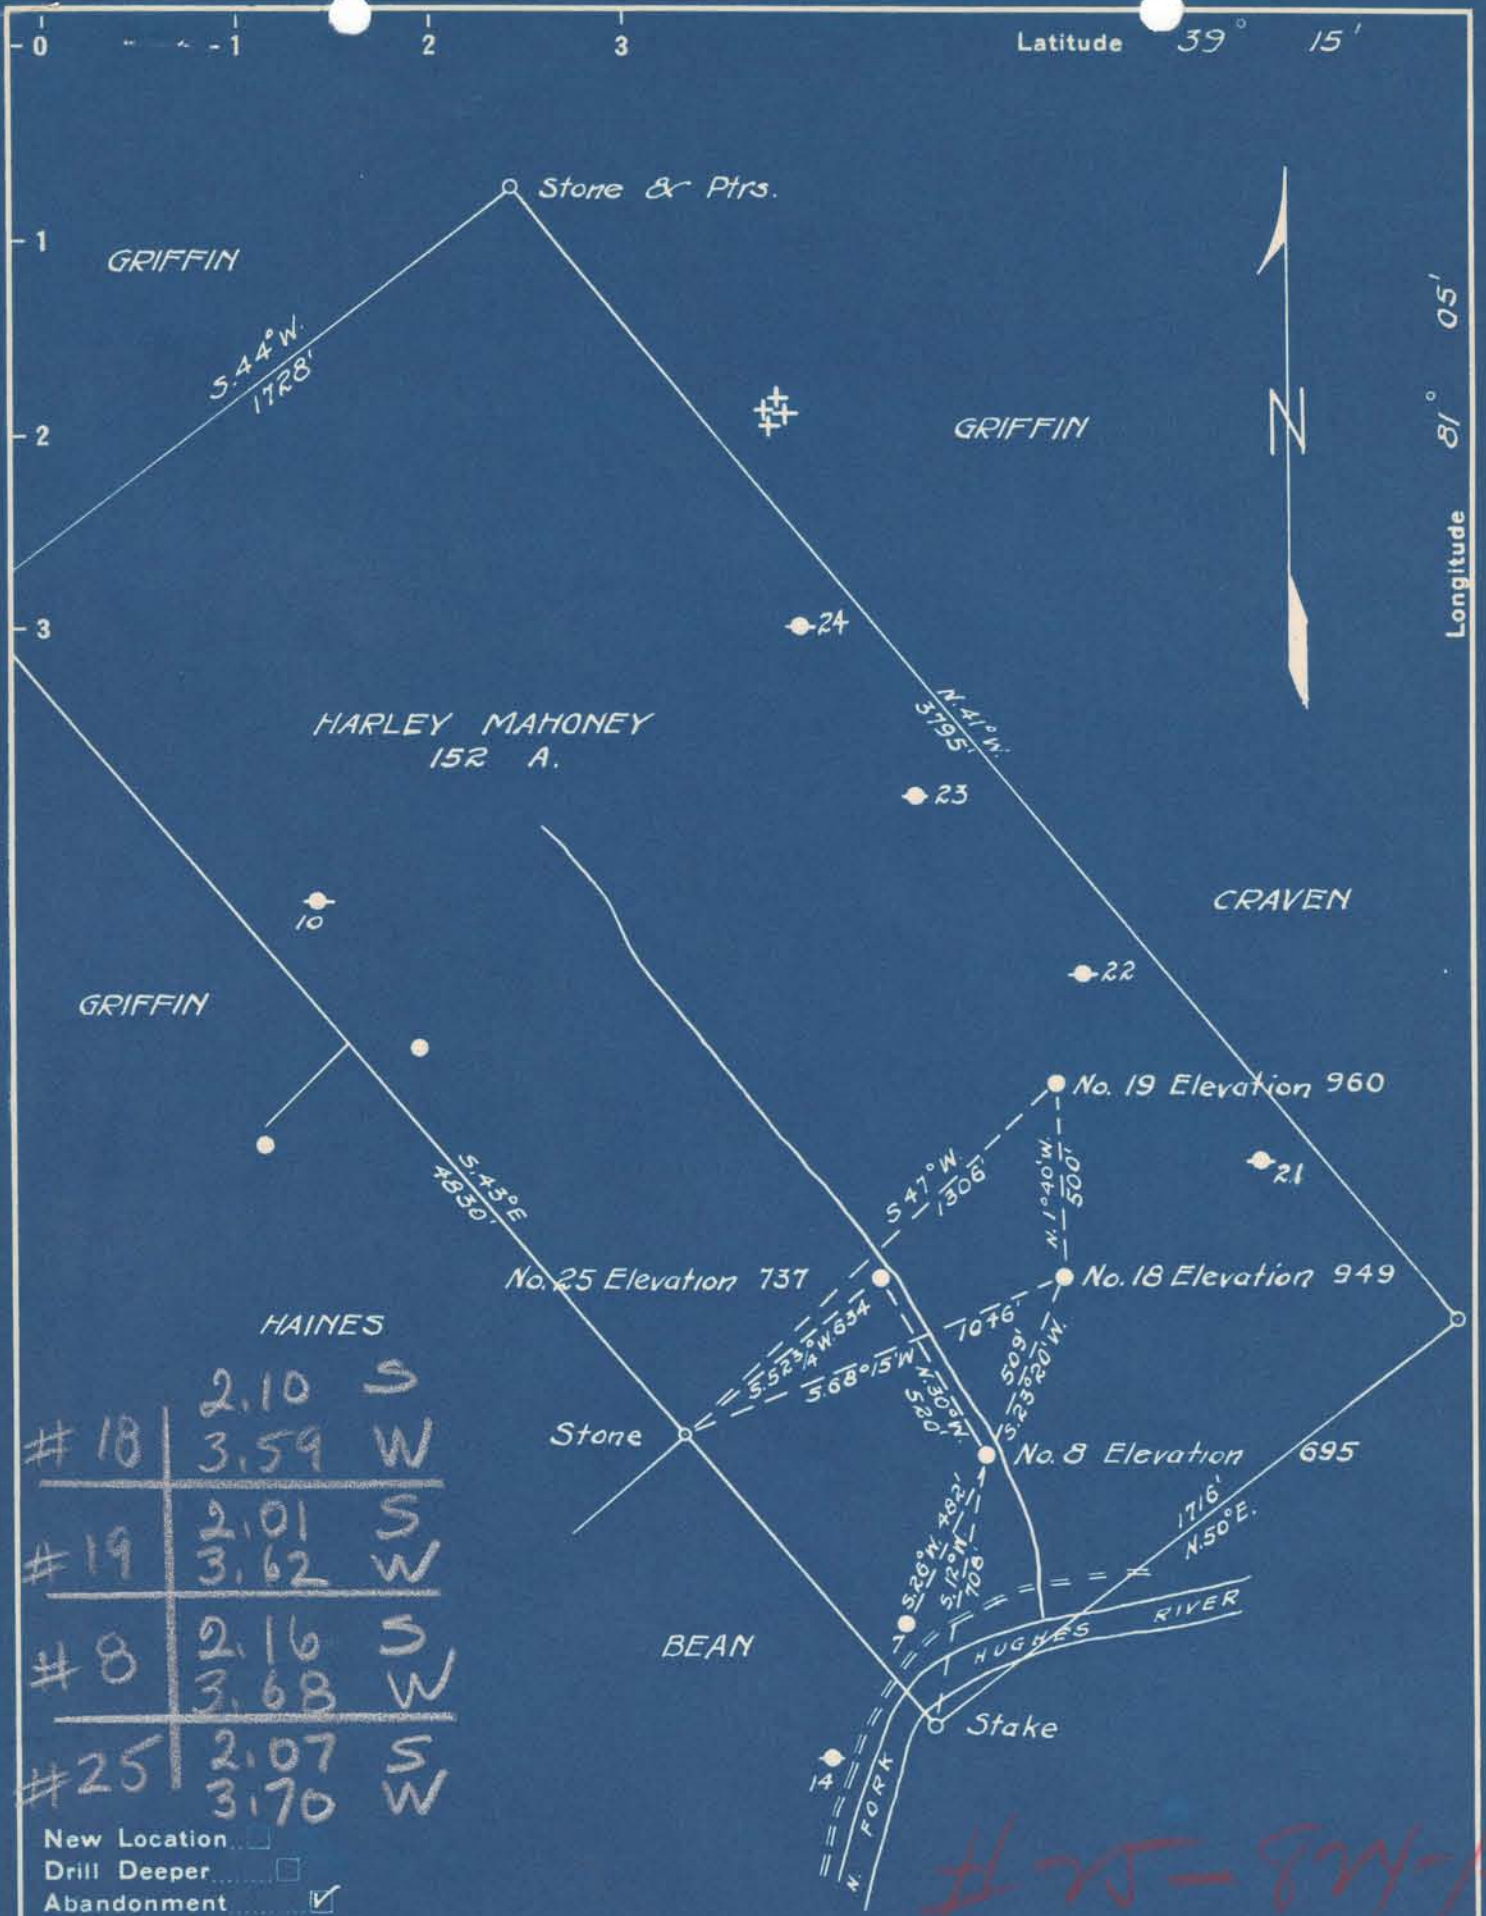 0 1 2 3
Latitude 39° 15'
Stone & Ptrs.
1
GRIFFIN
S.44°W.
1728'
05'
81°
Longitude
2
GRIFFIN
N
3
24
N.41°W.
3795'
HARLEY MAHONEY
152 A.
23
10
CRAVEN
22
GRIFFIN
No. 19 Elevation 960
S.43°E
4830'
S 47° W.
1306'
N. 1°40'W.
500'
21
No. 25 Elevation 737
No. 18 Elevation 949
HAINES
S.52 3/4° W. 634
1046'
S.68°15'W
N.30°W.
520'
509'
S.23°20'W.
Stone
No. 8 Elevation 695
1716'
N.50°E.
S.26°W. 482'
S.12°W.
708'
7
BEAN
HUGHES RIVER
Stake
14
N. FORK
2.10 S
#18 3.59 W
2.01 S
#19 3.62 W
2.16 S
#8 3.68 W
2.07 S
#25 3.70 W
New Location
Drill Deeper
Abandonment